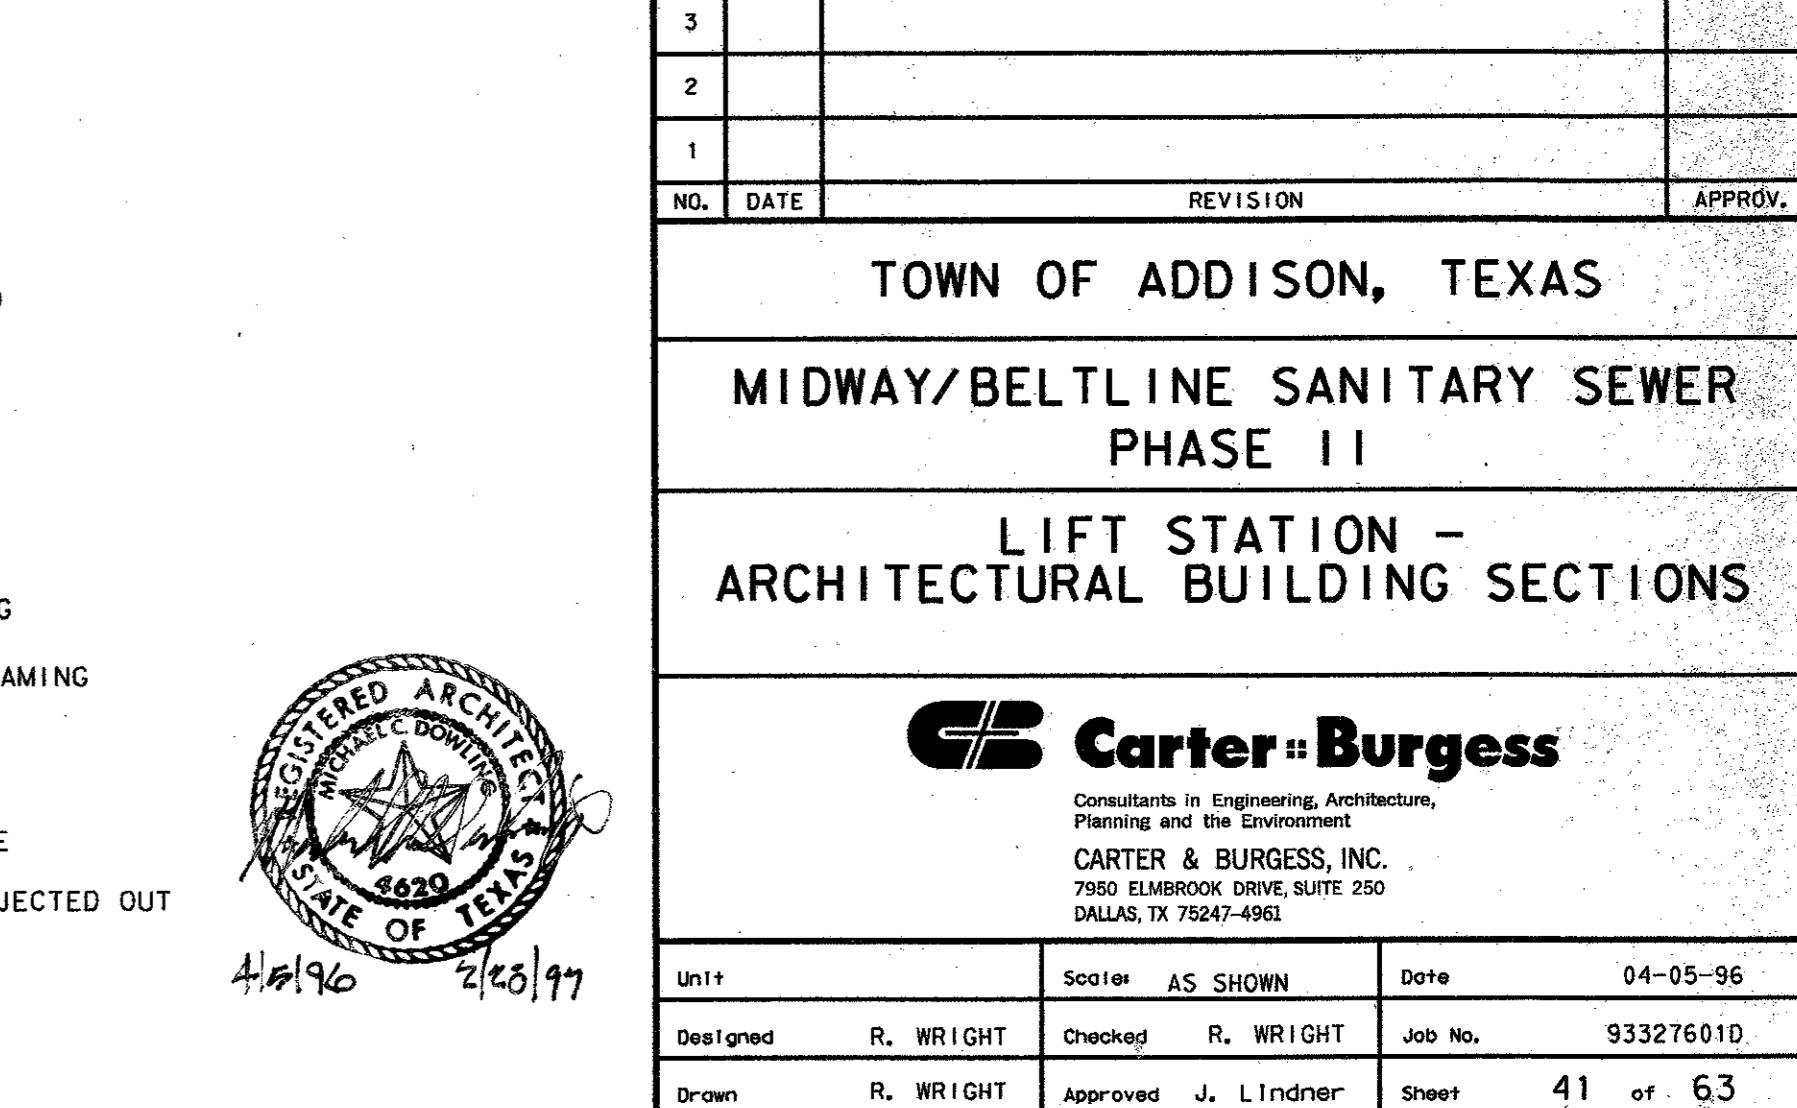 3
2
1
NO. DATE REVISION APPROV.
TOWN OF ADDISON, TEXAS
MIDWAY/BELTLINE SANITARY SEWER
PHASE II
LIFT STATION -
ARCHITECTURAL BUILDING SECTIONS
G
AMING
E
JECTED OUT
REGISTERED ARCHITECT
MICHAEL C. DOWLING
4620
STATE OF TEXAS
4/5/96 2/28/97
Carter::Burgess
Consultants in Engineering, Architecture,
Planning and the Environment
CARTER & BURGESS, INC.
7950 ELMBROOK DRIVE, SUITE 250
DALLAS, TX 75247-4961
Unit Scale: AS SHOWN Date 04-05-96
Designed R. WRIGHT Checked R. WRIGHT Job No. 93327601D
Drawn R. WRIGHT Approved J. Lindner Sheet 41 of 63